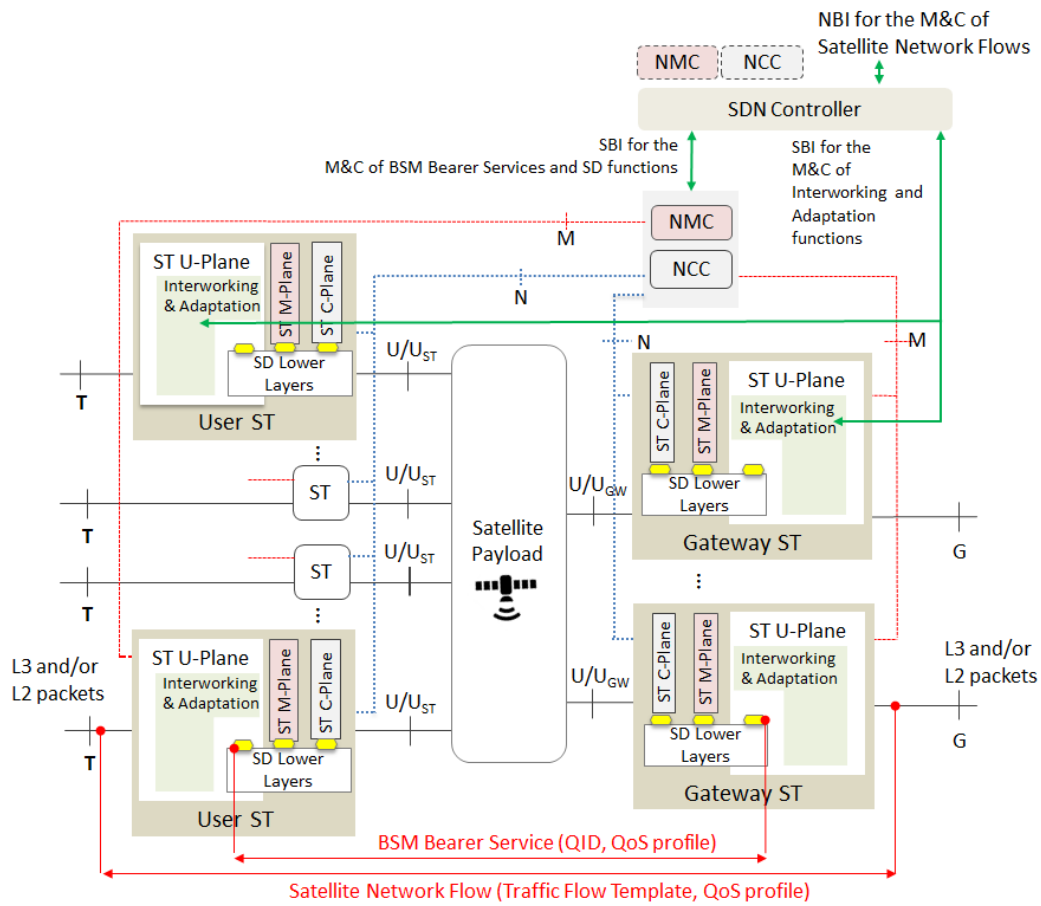 NBI for the M&C of
Satellite Network Flows
NMC
NCC
SDN Controller
SBI for the
M&C of BSM Bearer Services and SD functions
SBI for the
M&C of
Interworking and
Adaptation
functions
M
NMC
NCC
N
N
M
ST U-Plane
Interworking
& Adaptation
ST M-Plane
ST C-Plane
SD Lower
Layers
User ST
T
U/UST
...
ST
T
U/UST
ST
T
U/UST
...
Satellite
Payload
ST C-Plane
ST M-Plane
ST U-Plane
Interworking
& Adaptation
SD Lower
Layers
Gateway ST
U/UGW
G
...
L3 and/or
L2 packets
T
ST U-Plane
Interworking
& Adaptation
ST M-Plane
ST C-Plane
SD Lower
Layers
User ST
U/UST
U/UGW
ST C-Plane
ST M-Plane
ST U-Plane
Interworking
& Adaptation
SD Lower
Layers
Gateway ST
L3 and/or
L2 packets
G
BSM Bearer Service (QID, QoS profile)
Satellite Network Flow (Traffic Flow Template, QoS profile)